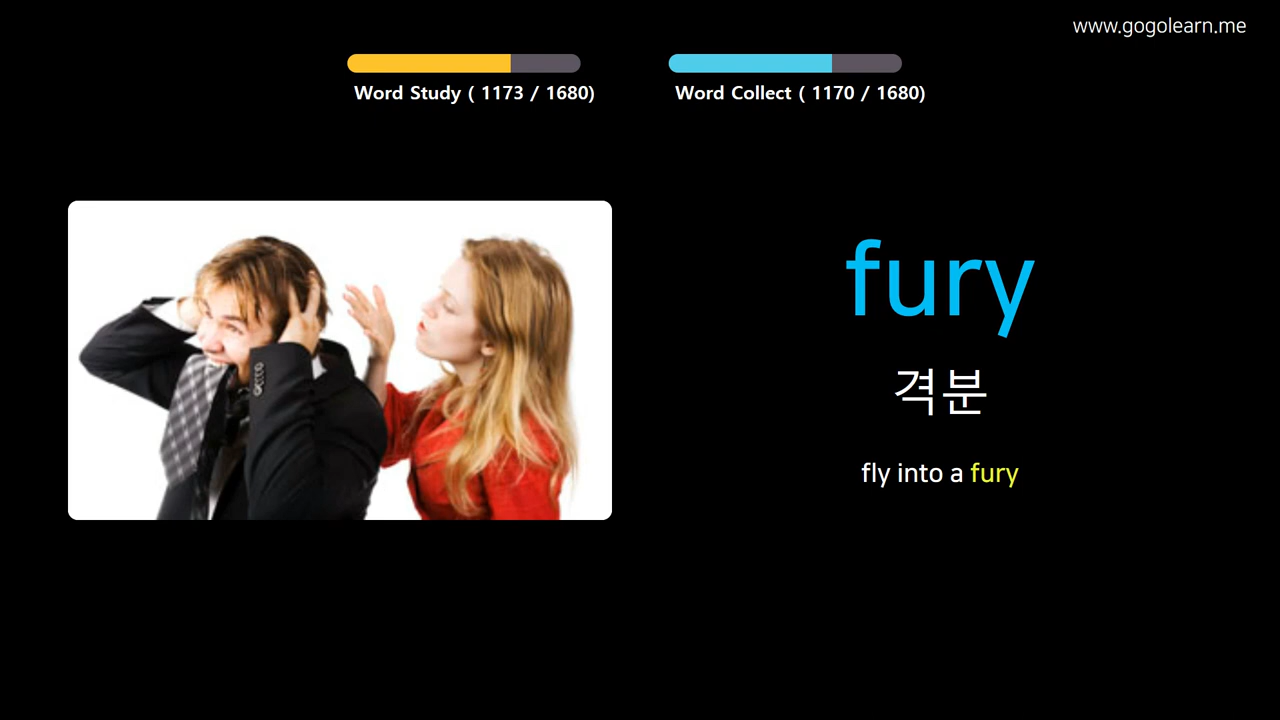 www.gogolearn.me
Word Study ( 1173 / 1680)
Word Collect ( 1170 / 1680)
fury
격분
fly into a fury